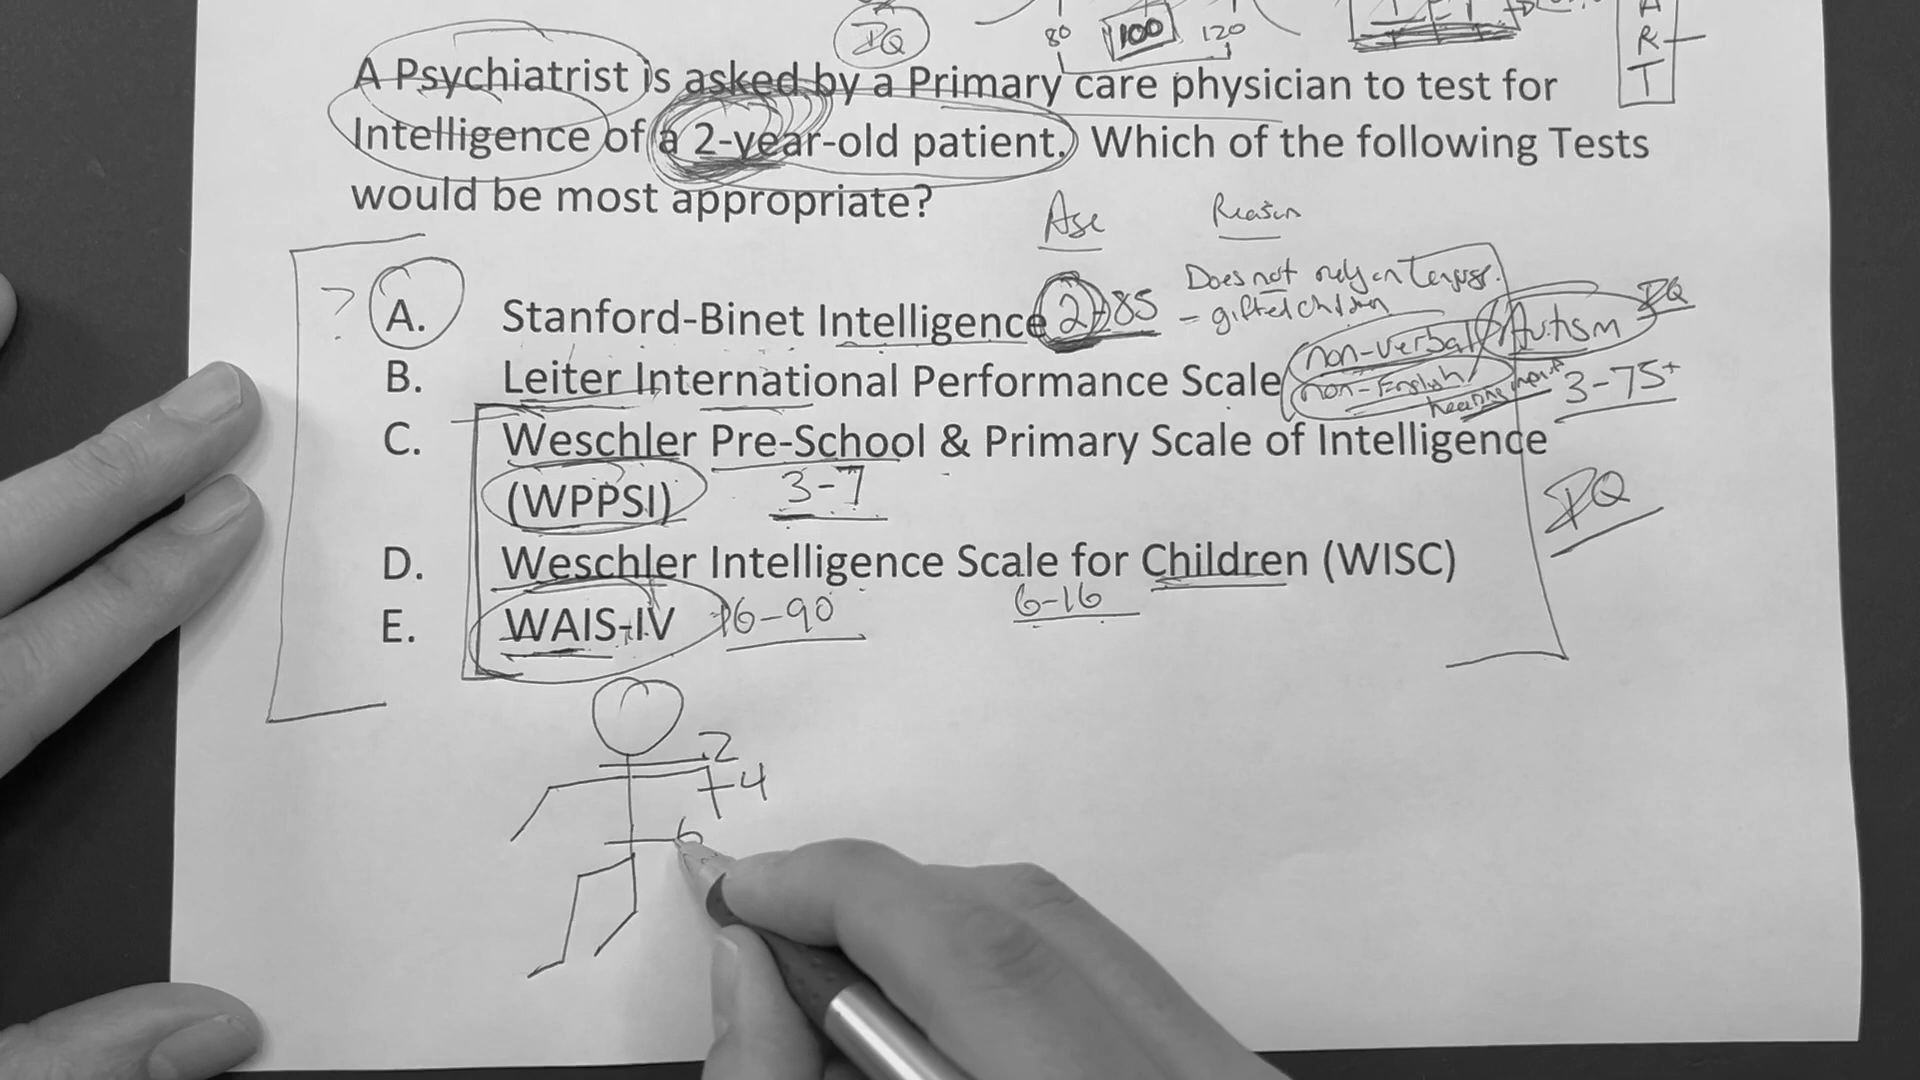 IQ
80 100 120
A
R
T
A Psychiatrist is asked by a Primary care physician to test for
Intelligence of a 2-year-old patient. Which of the following Tests
would be most appropriate?
Age Reason
? A. Stanford-Binet Intelligence 2-85
Does not rely on language.
- gifted children
non-verbal / Autism IQ
B. Leiter International Performance Scale
non-English / hearing 3-75+
C. Weschler Pre-School & Primary Scale of Intelligence
(WPPSI) 3-7 IQ
D. Weschler Intelligence Scale for Children (WISC)
E. WAIS-IV 16-90 6-16
2
4
6